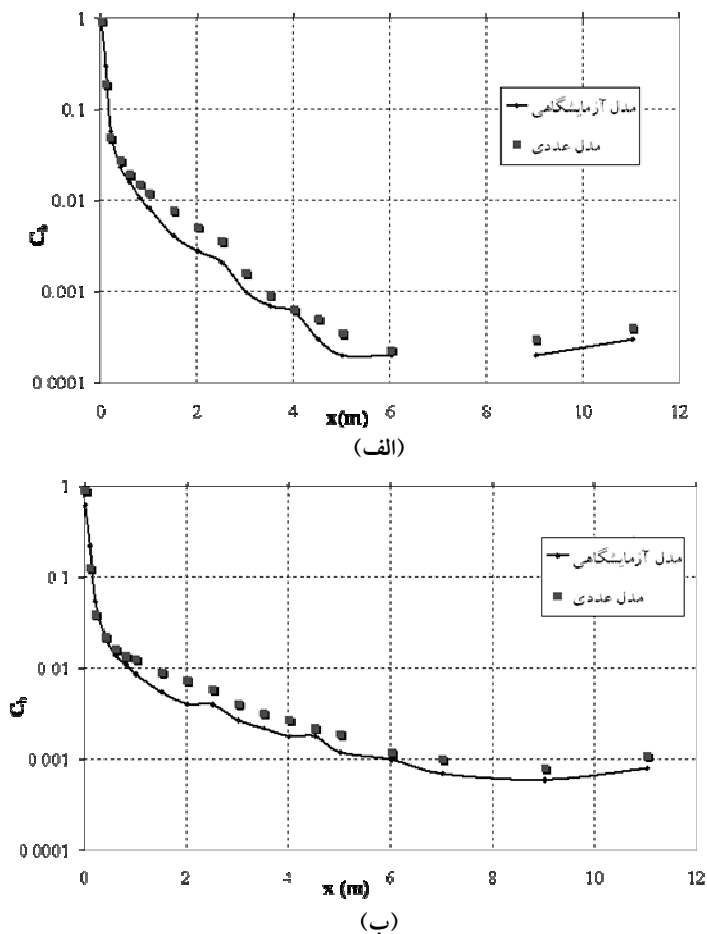 1
0.1
0.01
0.001
0.0001
C_b
0 2 4 6 8 10 12
x(m)
مدل آزمایشگاهی
مدل عددی
(الف)
1
0.1
0.01
0.001
0.0001
C_b
0 2 4 6 8 10 12
x (m)
مدل آزمایشگاهی
مدل عددی
(ب)